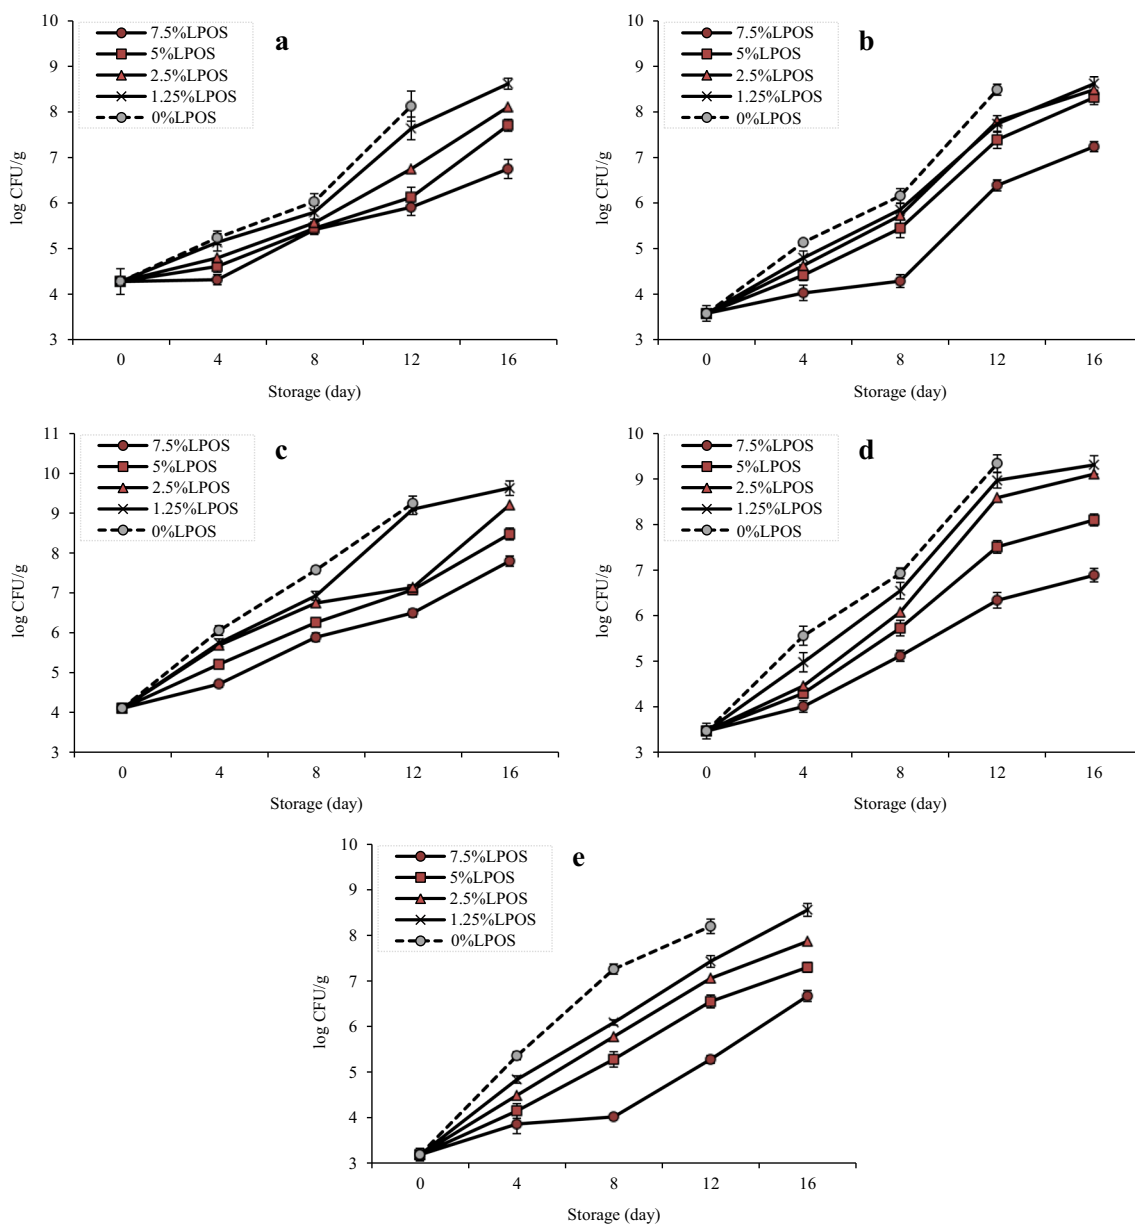 a
7.5%LPOS
5%LPOS
2.5%LPOS
1.25%LPOS
0%LPOS
10
9
8
7
6
5
4
3
log CFU/g
0 4 8 12 16
Storage (day)
b
7.5%LPOS
5%LPOS
2.5%LPOS
1.25%LPOS
0%LPOS
10
9
8
7
6
5
4
3
log CFU/g
0 4 8 12 16
Storage (day)
c
7.5%LPOS
5%LPOS
2.5%LPOS
1.25%LPOS
0%LPOS
11
10
9
8
7
6
5
4
3
log CFU/g
0 4 8 12 16
Storage (day)
d
7.5%LPOS
5%LPOS
2.5%LPOS
1.25%LPOS
0%LPOS
10
9
8
7
6
5
4
3
log CFU/g
0 4 8 12 16
Storage (day)
e
7.5%LPOS
5%LPOS
2.5%LPOS
1.25%LPOS
0%LPOS
10
9
8
7
6
5
4
3
log CFU/g
0 4 8 12 16
Storage (day)